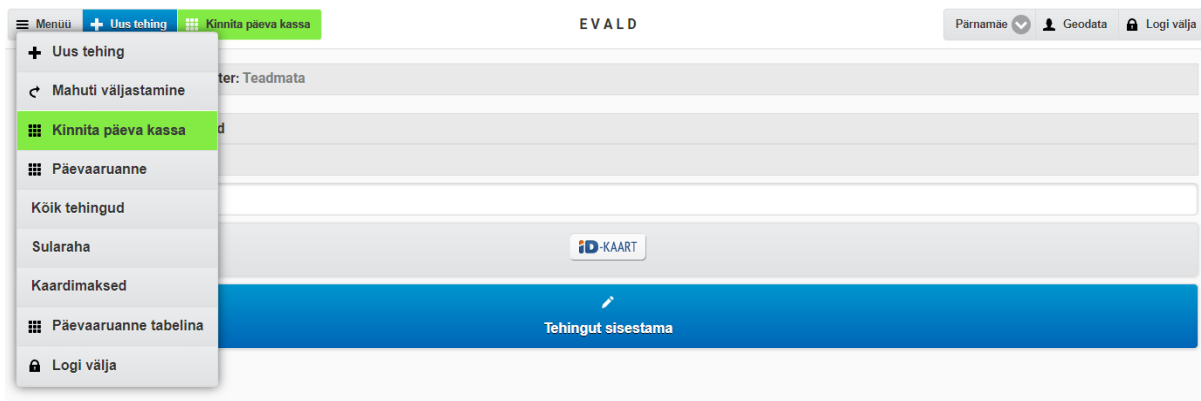 Menüü Uus tehing Kinnita päeva kassa EVALD Pärnamäe Geodata Logi välja
Uus tehing
ter: Teadmata
Mahuti väljastamine
Kinnita päeva kassa d
Päevaaruanne
Kõik tehingud
Sularaha iD-KAART
Kaardimaksed
Päevaaruanne tabelina Tehingut sisestama
Logi välja